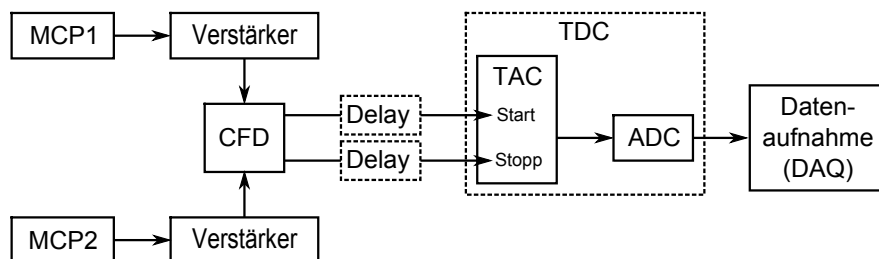 MCP1
Verstärker
TDC
TAC
CFD
Delay
Start
Delay
Stopp
ADC
Daten-
aufnahme
(DAQ)
MCP2
Verstärker